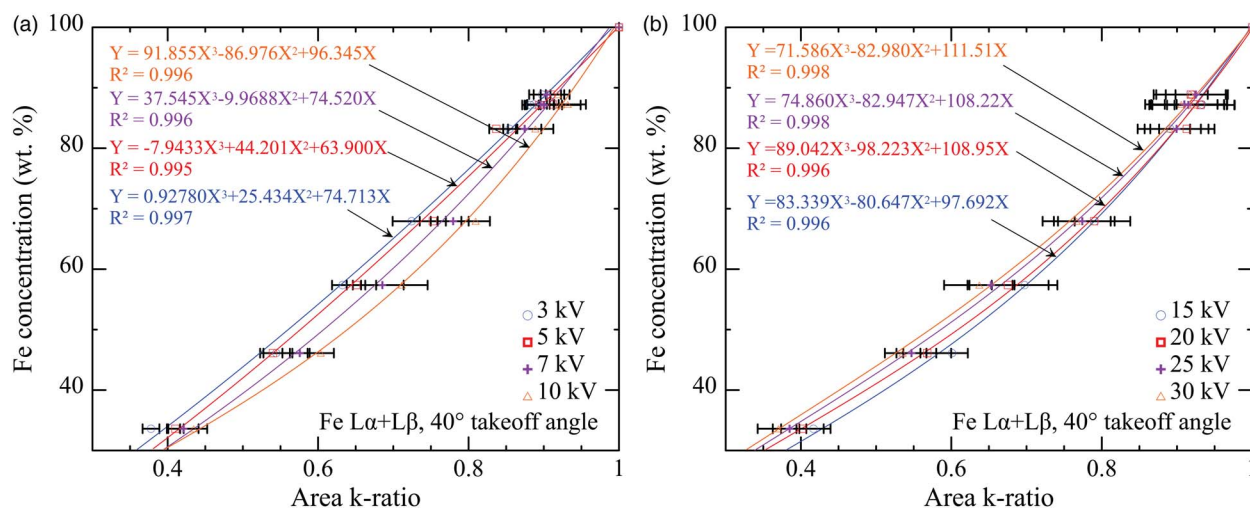 (a)
100
80
60
40
Fe concentration (wt. %)
Y = 91.855X³-86.976X²+96.345X
R² = 0.996
Y = 37.545X³-9.9688X²+74.520X
R² = 0.996
Y = -7.9433X³+44.201X²+63.900X
R² = 0.995
Y = 0.92780X³+25.434X²+74.713X
R² = 0.997
3 kV
5 kV
7 kV
10 kV
Fe Lα+Lβ, 40° takeoff angle
0.4 0.6 0.8 1
Area k-ratio
(b)
100
80
60
40
Fe concentration (wt. %)
Y =71.586X³-82.980X²+111.51X
R² = 0.998
Y = 74.860X³-82.947X²+108.22X
R² = 0.998
Y =89.042X³-98.223X²+108.95X
R² = 0.996
Y =83.339X³-80.647X²+97.692X
R² = 0.996
15 kV
20 kV
25 kV
30 kV
Fe Lα+Lβ, 40° takeoff angle
0.4 0.6 0.8
Area k-ratio